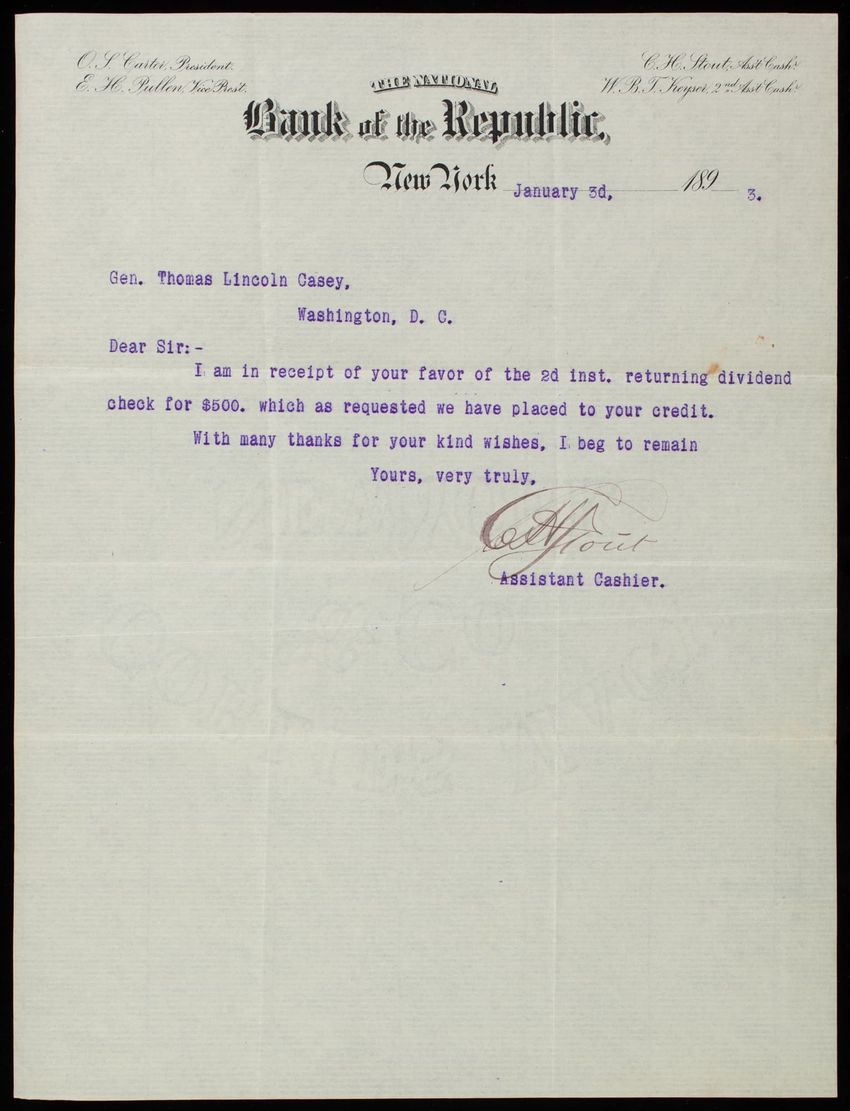 O. S. Carter, President.
E. H. Pullen, Vice Prest.
C. H. Stout, Ass't Cash.r
W. B. T. Keyser, 2nd Ass't Cash.r
THE NATIONAL
Bank of the Republic,
New York January 3d, 189 3.
Gen. Thomas Lincoln Casey,
Washington, D. C.
Dear Sir:-
I am in receipt of your favor of the 2d inst. returning dividend
check for $500. which as requested we have placed to your credit.
With many thanks for your kind wishes, I beg to remain
Yours, very truly,
C H Stout
Assistant Cashier.